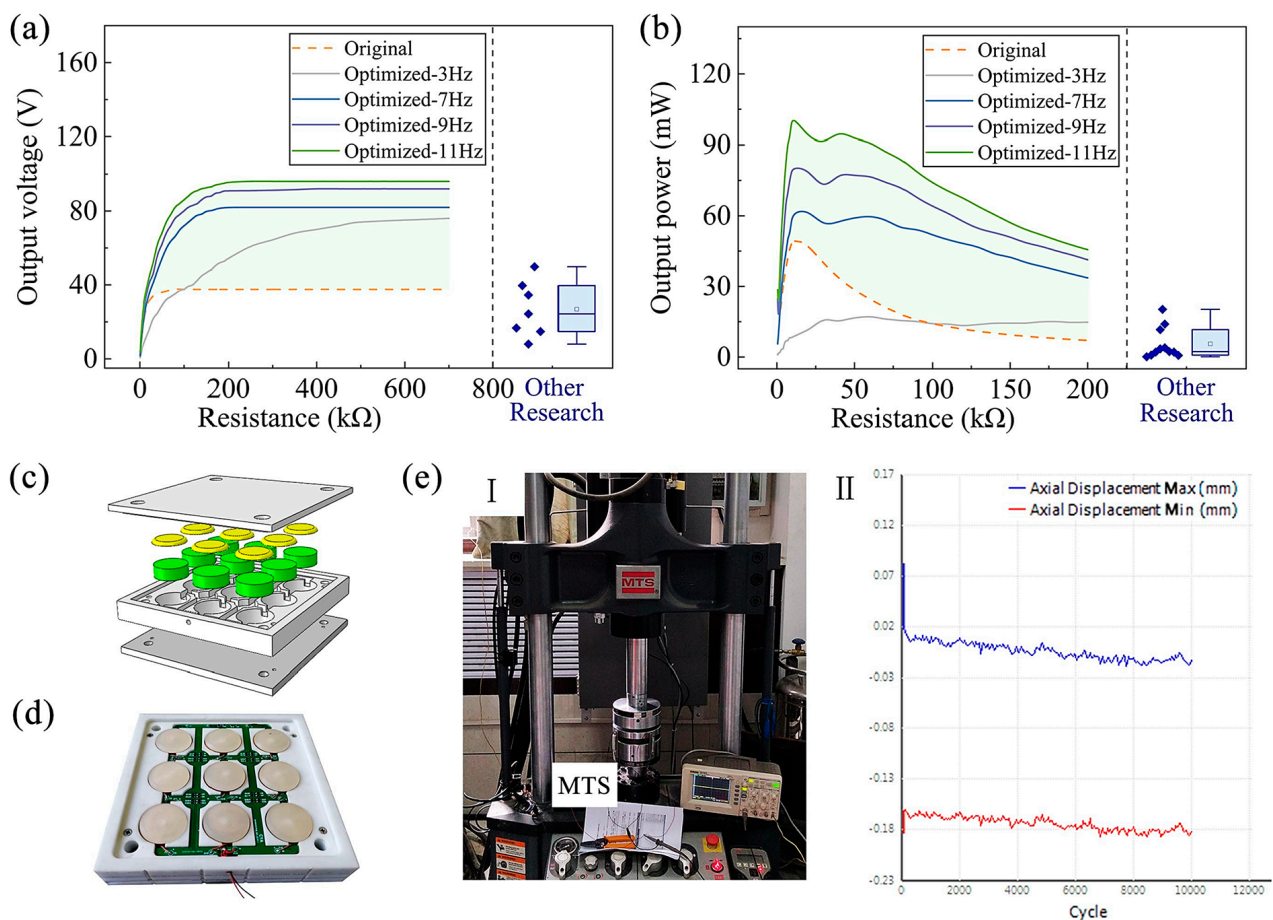 (a)
Output voltage (V)
160
120
80
40
0
Original
Optimized-3Hz
Optimized-7Hz
Optimized-9Hz
Optimized-11Hz
0
200
400
600
800
Resistance (kΩ)
Other
Research
(b)
Output power (mW)
120
90
60
30
0
Original
Optimized-3Hz
Optimized-7Hz
Optimized-9Hz
Optimized-11Hz
0
50
100
150
200
Resistance (kΩ)
Other
Research
(c)
(d)
(e)
I
MTS
MTS
II
0.17
0.12
0.07
0.02
-0.03
-0.08
-0.13
-0.18
-0.23
Axial Displacement Max (mm)
Axial Displacement Min (mm)
0
2000
4000
6000
8000
10000
12000
Cycle